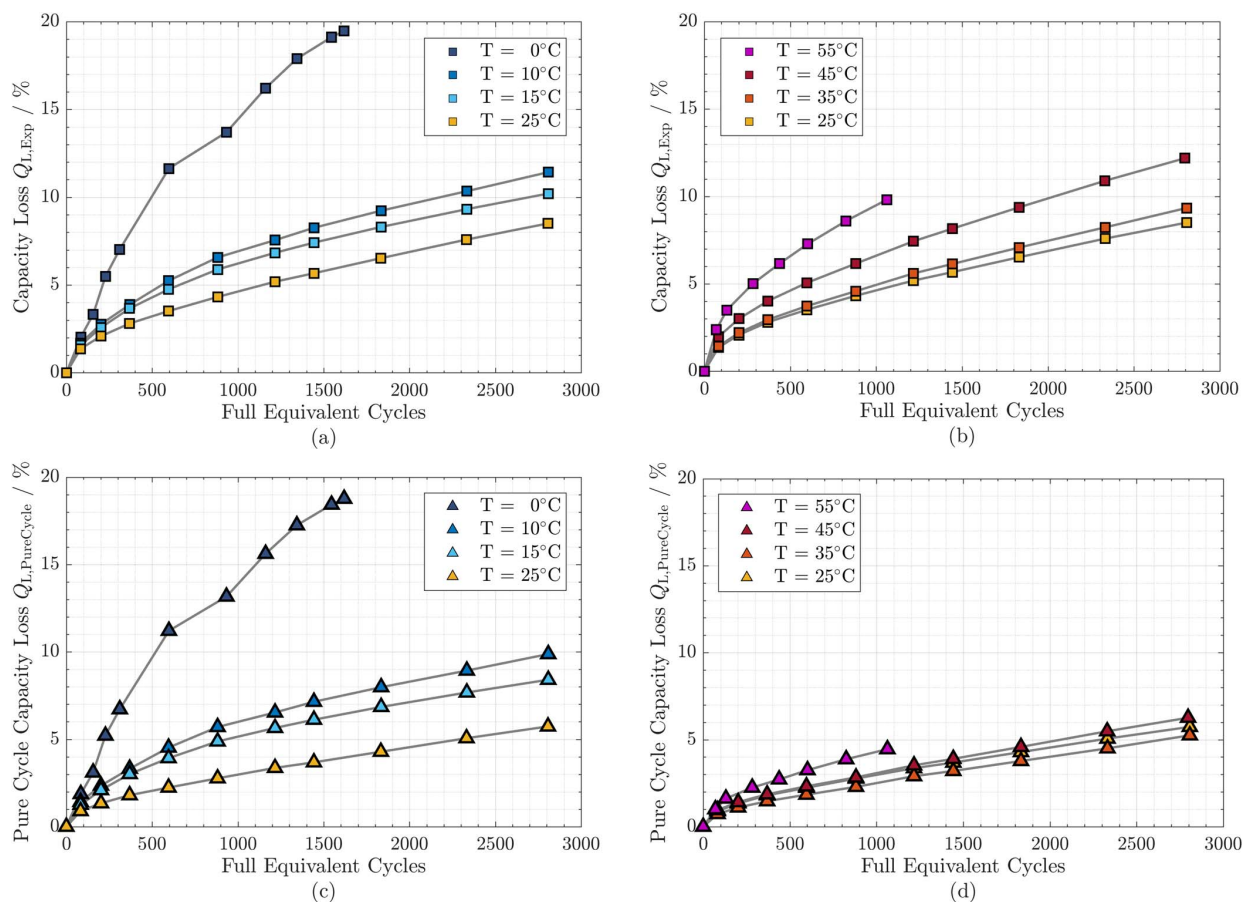 20
15
10
5
0
Capacity Loss Q_L,Exp / %
T = 0°C
T = 10°C
T = 15°C
T = 25°C
0 500 1000 1500 2000 2500 3000
Full Equivalent Cycles
(a)
20
15
10
5
0
Capacity Loss Q_L,Exp / %
T = 55°C
T = 45°C
T = 35°C
T = 25°C
0 500 1000 1500 2000 2500 3000
Full Equivalent Cycles
(b)
20
15
10
5
0
Pure Cycle Capacity Loss Q_L,PureCycle / %
T = 0°C
T = 10°C
T = 15°C
T = 25°C
0 500 1000 1500 2000 2500 3000
Full Equivalent Cycles
(c)
20
15
10
5
0
Pure Cycle Capacity Loss Q_L,PureCycle / %
T = 55°C
T = 45°C
T = 35°C
T = 25°C
0 500 1000 1500 2000 2500 3000
Full Equivalent Cycles
(d)